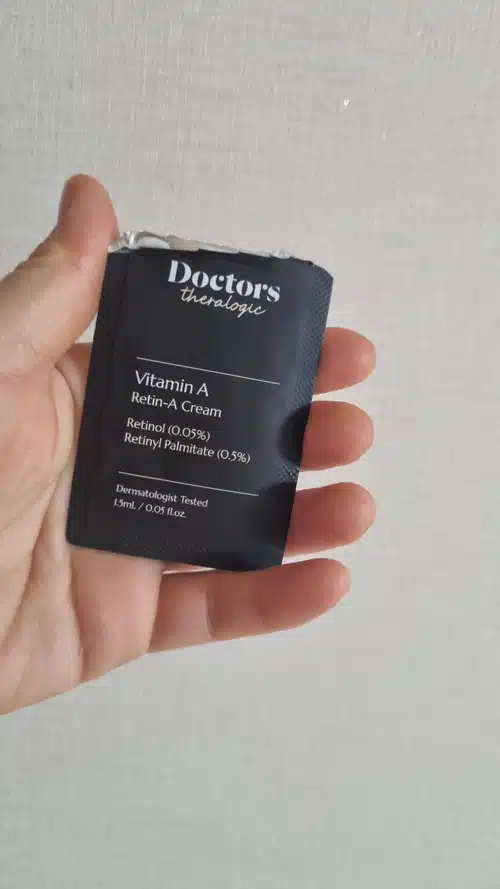 Doctors
theralogic
Vitamin A
Retin-A Cream
Retinol (0.05%)
Retinyl Palmitate (0.5%)
Dermatologist Tested
1.5mL / 0.05 fl.oz.